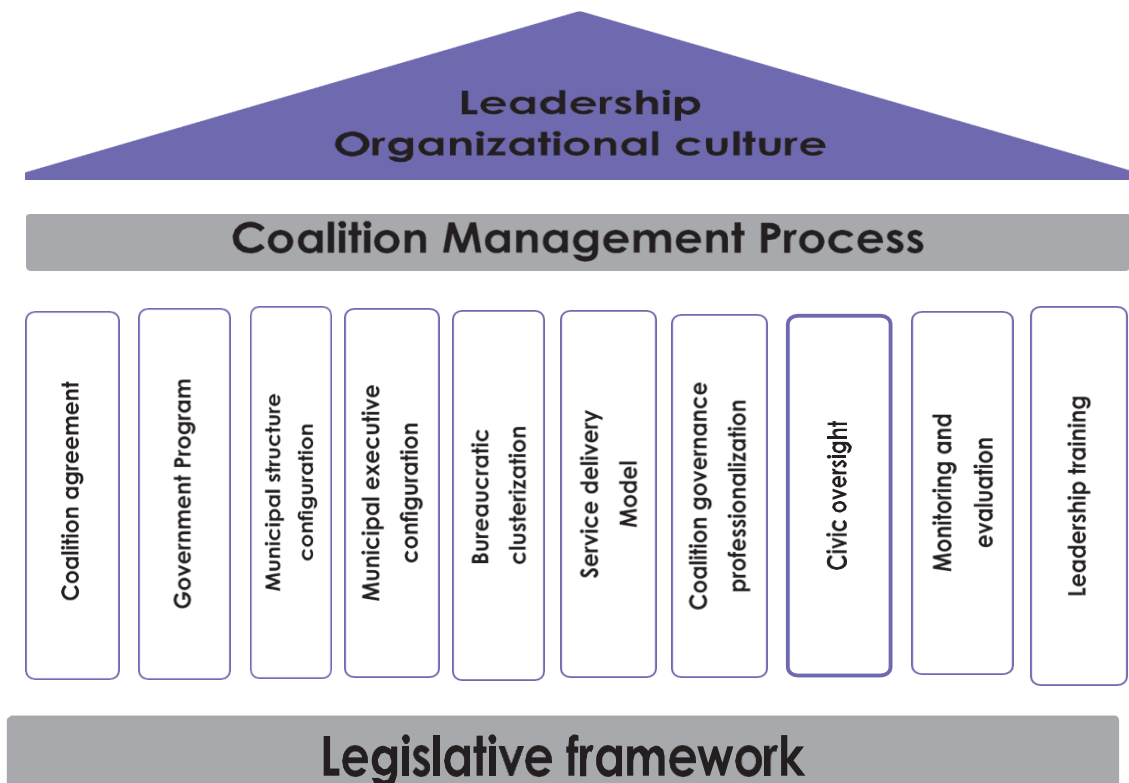 Leadership
Organizational culture
Coalition Management Process
Coalition agreement
Government Program
Municipal structure
configuration
Municipal executive
configuration
Bureaucratic
clusterization
Service delivery
Model
Coalition governance
professionalization
Civic oversight
Monitoring and
evaluation
Leadership training
Legislative framework